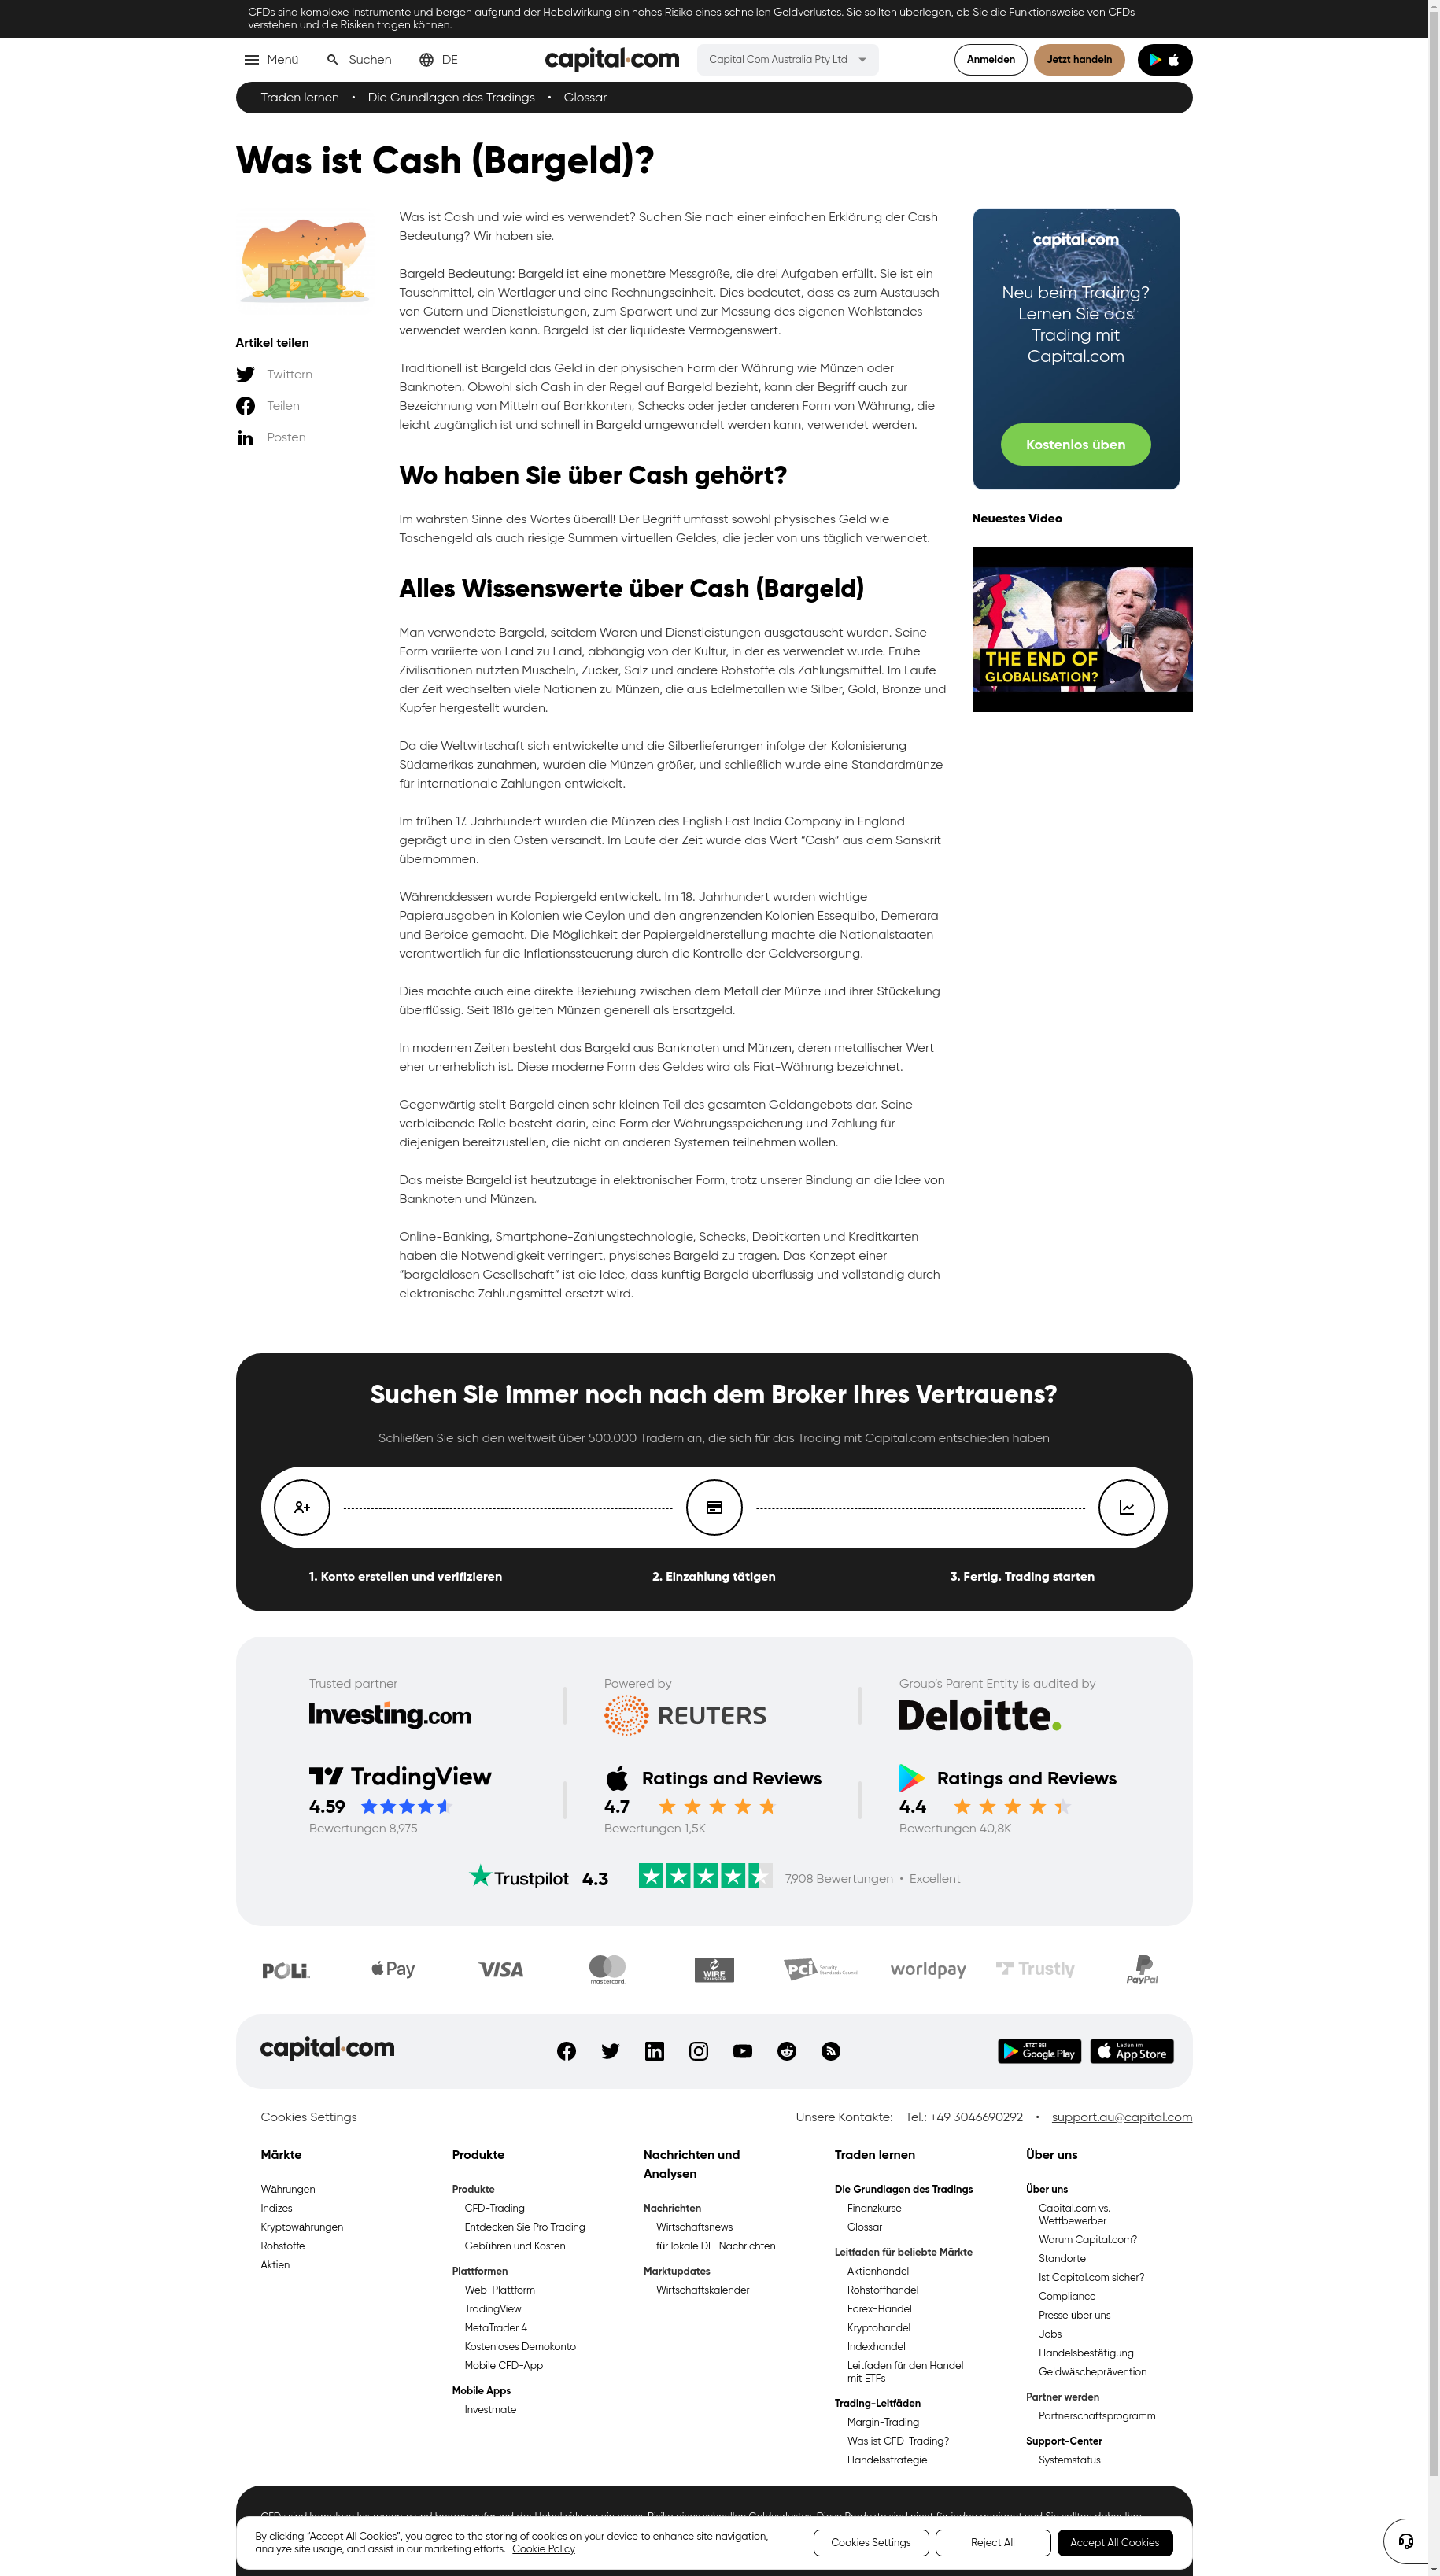 CFDs sind komplexe Instrumente und bergen aufgrund der Hebelwirkung ein hohes Risiko eines schnellen Geldverlustes. Sie sollten überlegen, ob Sie die Funktionsweise von CFDs
verstehen und die Risiken tragen können.
Menü
Suchen
DE
capital.com
Capital Com Australia Pty Ltd
Anmelden
Jetzt handeln
Traden lernen • Die Grundlagen des Tradings • Glossar
Was ist Cash (Bargeld)?
Artikel teilen
Twittern
Teilen
Posten
Was ist Cash und wie wird es verwendet? Suchen Sie nach einer einfachen Erklärung der Cash
Bedeutung? Wir haben sie.
Bargeld Bedeutung: Bargeld ist eine monetäre Messgröße, die drei Aufgaben erfüllt. Sie ist ein
Tauschmittel, ein Wertlager und eine Rechnungseinheit. Dies bedeutet, dass es zum Austausch
von Gütern und Dienstleistungen, zum Sparwert und zur Messung des eigenen Wohlstandes
verwendet werden kann. Bargeld ist der liquideste Vermögenswert.
Traditionell ist Bargeld das Geld in der physischen Form der Währung wie Münzen oder
Banknoten. Obwohl sich Cash in der Regel auf Bargeld bezieht, kann der Begriff auch zur
Bezeichnung von Mitteln auf Bankkonten, Schecks oder jeder anderen Form von Währung, die
leicht zugänglich ist und schnell in Bargeld umgewandelt werden kann, verwendet werden.
Wo haben Sie über Cash gehört?
Im wahrsten Sinne des Wortes überall! Der Begriff umfasst sowohl physisches Geld wie
Taschengeld als auch riesige Summen virtuellen Geldes, die jeder von uns täglich verwendet.
Alles Wissenswerte über Cash (Bargeld)
Man verwendete Bargeld, seitdem Waren und Dienstleistungen ausgetauscht wurden. Seine
Form variierte von Land zu Land, abhängig von der Kultur, in der es verwendet wurde. Frühe
Zivilisationen nutzten Muscheln, Zucker, Salz und andere Rohstoffe als Zahlungsmittel. Im Laufe
der Zeit wechselten viele Nationen zu Münzen, die aus Edelmetallen wie Silber, Gold, Bronze und
Kupfer hergestellt wurden.
Da die Weltwirtschaft sich entwickelte und die Silberlieferungen infolge der Kolonisierung
Südamerikas zunahmen, wurden die Münzen größer, und schließlich wurde eine Standardmünze
für internationale Zahlungen entwickelt.
Im frühen 17. Jahrhundert wurden die Münzen des English East India Company in England
geprägt und in den Osten versandt. Im Laufe der Zeit wurde das Wort “Cash” aus dem Sanskrit
übernommen.
Währenddessen wurde Papiergeld entwickelt. Im 18. Jahrhundert wurden wichtige
Papierausgaben in Kolonien wie Ceylon und den angrenzenden Kolonien Essequibo, Demerara
und Berbice gemacht. Die Möglichkeit der Papiergeldherstellung machte die Nationalstaaten
verantwortlich für die Inflationssteuerung durch die Kontrolle der Geldversorgung.
Dies machte auch eine direkte Beziehung zwischen dem Metall der Münze und ihrer Stückelung
überflüssig. Seit 1816 gelten Münzen generell als Ersatzgeld.
In modernen Zeiten besteht das Bargeld aus Banknoten und Münzen, deren metallischer Wert
eher unerheblich ist. Diese moderne Form des Geldes wird als Fiat-Währung bezeichnet.
Gegenwärtig stellt Bargeld einen sehr kleinen Teil des gesamten Geldangebots dar. Seine
verbleibende Rolle besteht darin, eine Form der Währungsspeicherung und Zahlung für
diejenigen bereitzustellen, die nicht an anderen Systemen teilnehmen wollen.
Das meiste Bargeld ist heutzutage in elektronischer Form, trotz unserer Bindung an die Idee von
Banknoten und Münzen.
Online-Banking, Smartphone-Zahlungstechnologie, Schecks, Debitkarten und Kreditkarten
haben die Notwendigkeit verringert, physisches Bargeld zu tragen. Das Konzept einer
“bargeldlosen Gesellschaft” ist die Idee, dass künftig Bargeld überflüssig und vollständig durch
elektronische Zahlungsmittel ersetzt wird.
capital.com
Neu beim Trading?
Lernen Sie das
Trading mit
Capital.com
Kostenlos üben
Neuestes Video
THE END OF
GLOBALISATION?
Suchen Sie immer noch nach dem Broker Ihres Vertrauens?
Schließen Sie sich den weltweit über 500.000 Tradern an, die sich für das Trading mit Capital.com entschieden haben
1. Konto erstellen und verifizieren
2. Einzahlung tätigen
3. Fertig. Trading starten
Trusted partner
Investing.com
Powered by
REUTERS
Group's Parent Entity is audited by
Deloitte.
TradingView
4.59
Bewertungen 8,975
Ratings and Reviews
4.7
Bewertungen 1,5K
Ratings and Reviews
4.4
Bewertungen 40,8K
Trustpilot 4.3
7,908 Bewertungen • Excellent
POLi
Pay
VISA
mastercard
WIRE
TRANSFER
PCI Security
Standards Council
worldpay
Trustly
PayPal
capital.com
JETZT BEI
Google Play
Laden im
App Store
Cookies Settings
Unsere Kontakte: Tel.: +49 3046690292 • support.au@capital.com
Märkte
Währungen
Indizes
Kryptowährungen
Rohstoffe
Aktien
Produkte
Produkte
CFD-Trading
Entdecken Sie Pro Trading
Gebühren und Kosten
Plattformen
Web-Plattform
TradingView
MetaTrader 4
Kostenloses Demokonto
Mobile CFD-App
Mobile Apps
Investmate
Nachrichten und
Analysen
Nachrichten
Wirtschaftsnews
für lokale DE-Nachrichten
Marktupdates
Wirtschaftskalender
Traden lernen
Die Grundlagen des Tradings
Finanzkurse
Glossar
Leitfaden für beliebte Märkte
Aktienhandel
Rohstoffhandel
Forex-Handel
Kryptohandel
Indexhandel
Leitfaden für den Handel
mit ETFs
Trading-Leitfäden
Margin-Trading
Was ist CFD-Trading?
Handelsstrategie
Über uns
Über uns
Capital.com vs.
Wettbewerber
Warum Capital.com?
Standorte
Ist Capital.com sicher?
Compliance
Presse über uns
Jobs
Handelsbestätigung
Geldwäscheprävention
Partner werden
Partnerschaftsprogramm
Support-Center
Systemstatus
CFDs sind komplexe Instrumente und bergen aufgrund der Hebelwirkung ein hohes Risiko eines schnellen Geldverlustes. Diese Produkte sind nicht für jeden geeignet und Sie sollten daher Ihre
By clicking “Accept All Cookies”, you agree to the storing of cookies on your device to enhance site navigation,
analyze site usage, and assist in our marketing efforts. Cookie Policy
Cookies Settings
Reject All
Accept All Cookies